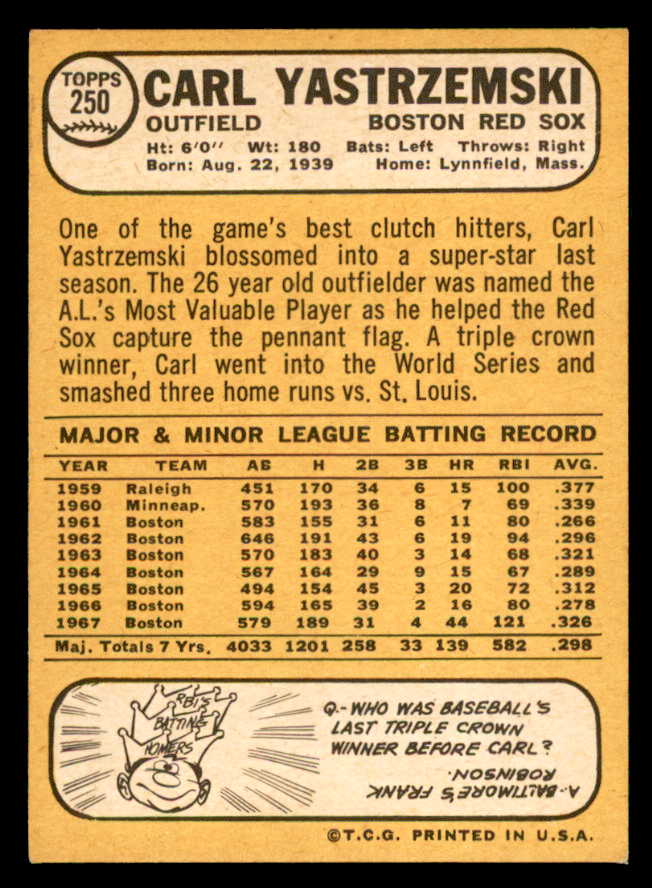 TOPPS
250
CARL YASTRZEMSKI
OUTFIELD BOSTON RED SOX
Ht: 6'0" Wt: 180 Bats: Left Throws: Right
Born: Aug. 22, 1939 Home: Lynnfield, Mass.
One of the game's best clutch hitters, Carl
Yastrzemski blossomed into a super-star last
season. The 26 year old outfielder was named the
A.L.'s Most Valuable Player as he helped the Red
Sox capture the pennant flag. A triple crown
winner, Carl went into the World Series and
smashed three home runs vs. St. Louis.
MAJOR & MINOR LEAGUE BATTING RECORD
YEAR TEAM AB H 2B 3B HR RBI AVG.
1959 Raleigh 451 170 34 6 15 100 .377
1960 Minneap. 570 193 36 8 7 69 .339
1961 Boston 583 155 31 6 11 80 .266
1962 Boston 646 191 43 6 19 94 .296
1963 Boston 570 183 40 3 14 68 .321
1964 Boston 567 164 29 9 15 67 .289
1965 Boston 494 154 45 3 20 72 .312
1966 Boston 594 165 39 2 16 80 .278
1967 Boston 579 189 31 4 44 121 .326
Maj. Totals 7 Yrs. 4033 1201 258 33 139 582 .298
RBI'S
BATTING
HOMERS
Q.-WHO WAS BASEBALL'S
LAST TRIPLE CROWN
WINNER BEFORE CARL?
A-BALTIMORE'S FRANK
ROBINSON.
©T.C.G. PRINTED IN U.S.A.